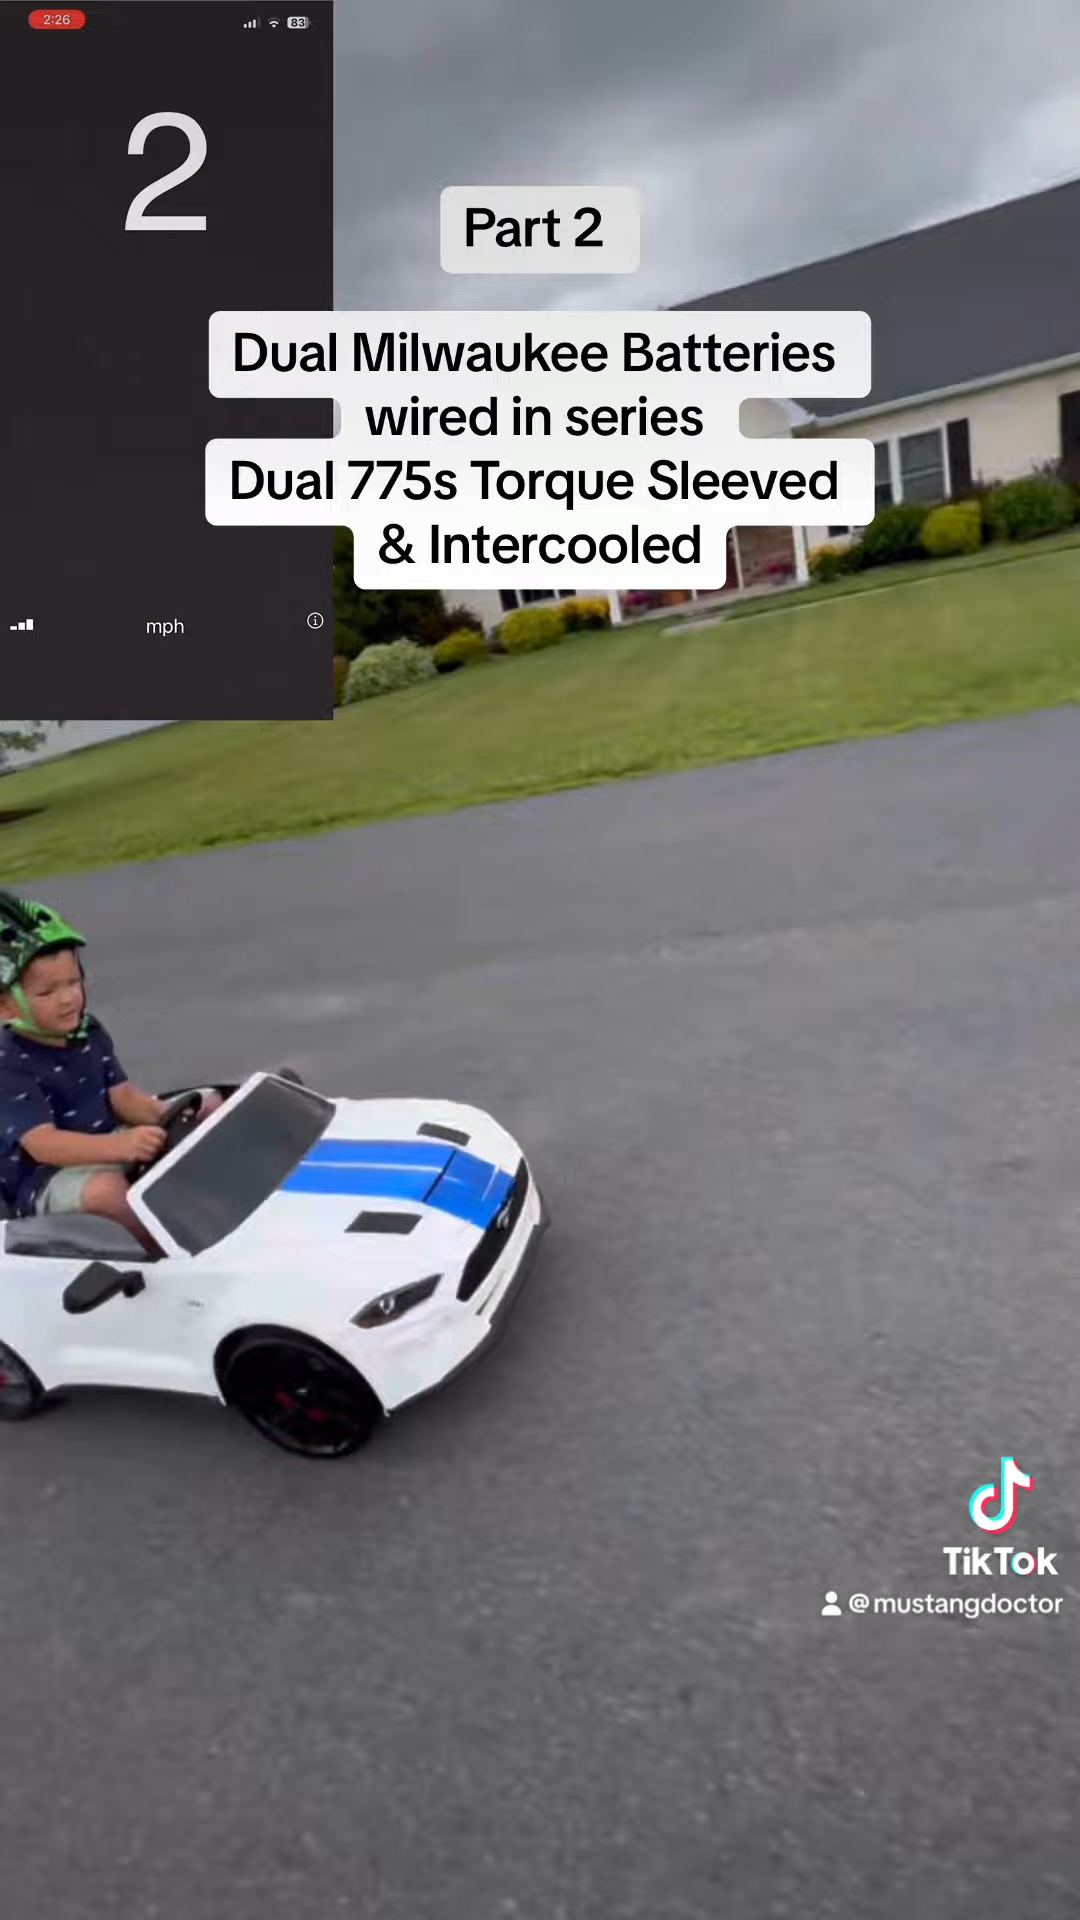 2:26
83
2
Part 2
Dual Milwaukee Batteries
wired in series
Dual 775s Torque Sleeved
& Intercooled
mph
TikTok
@mustangdoctor